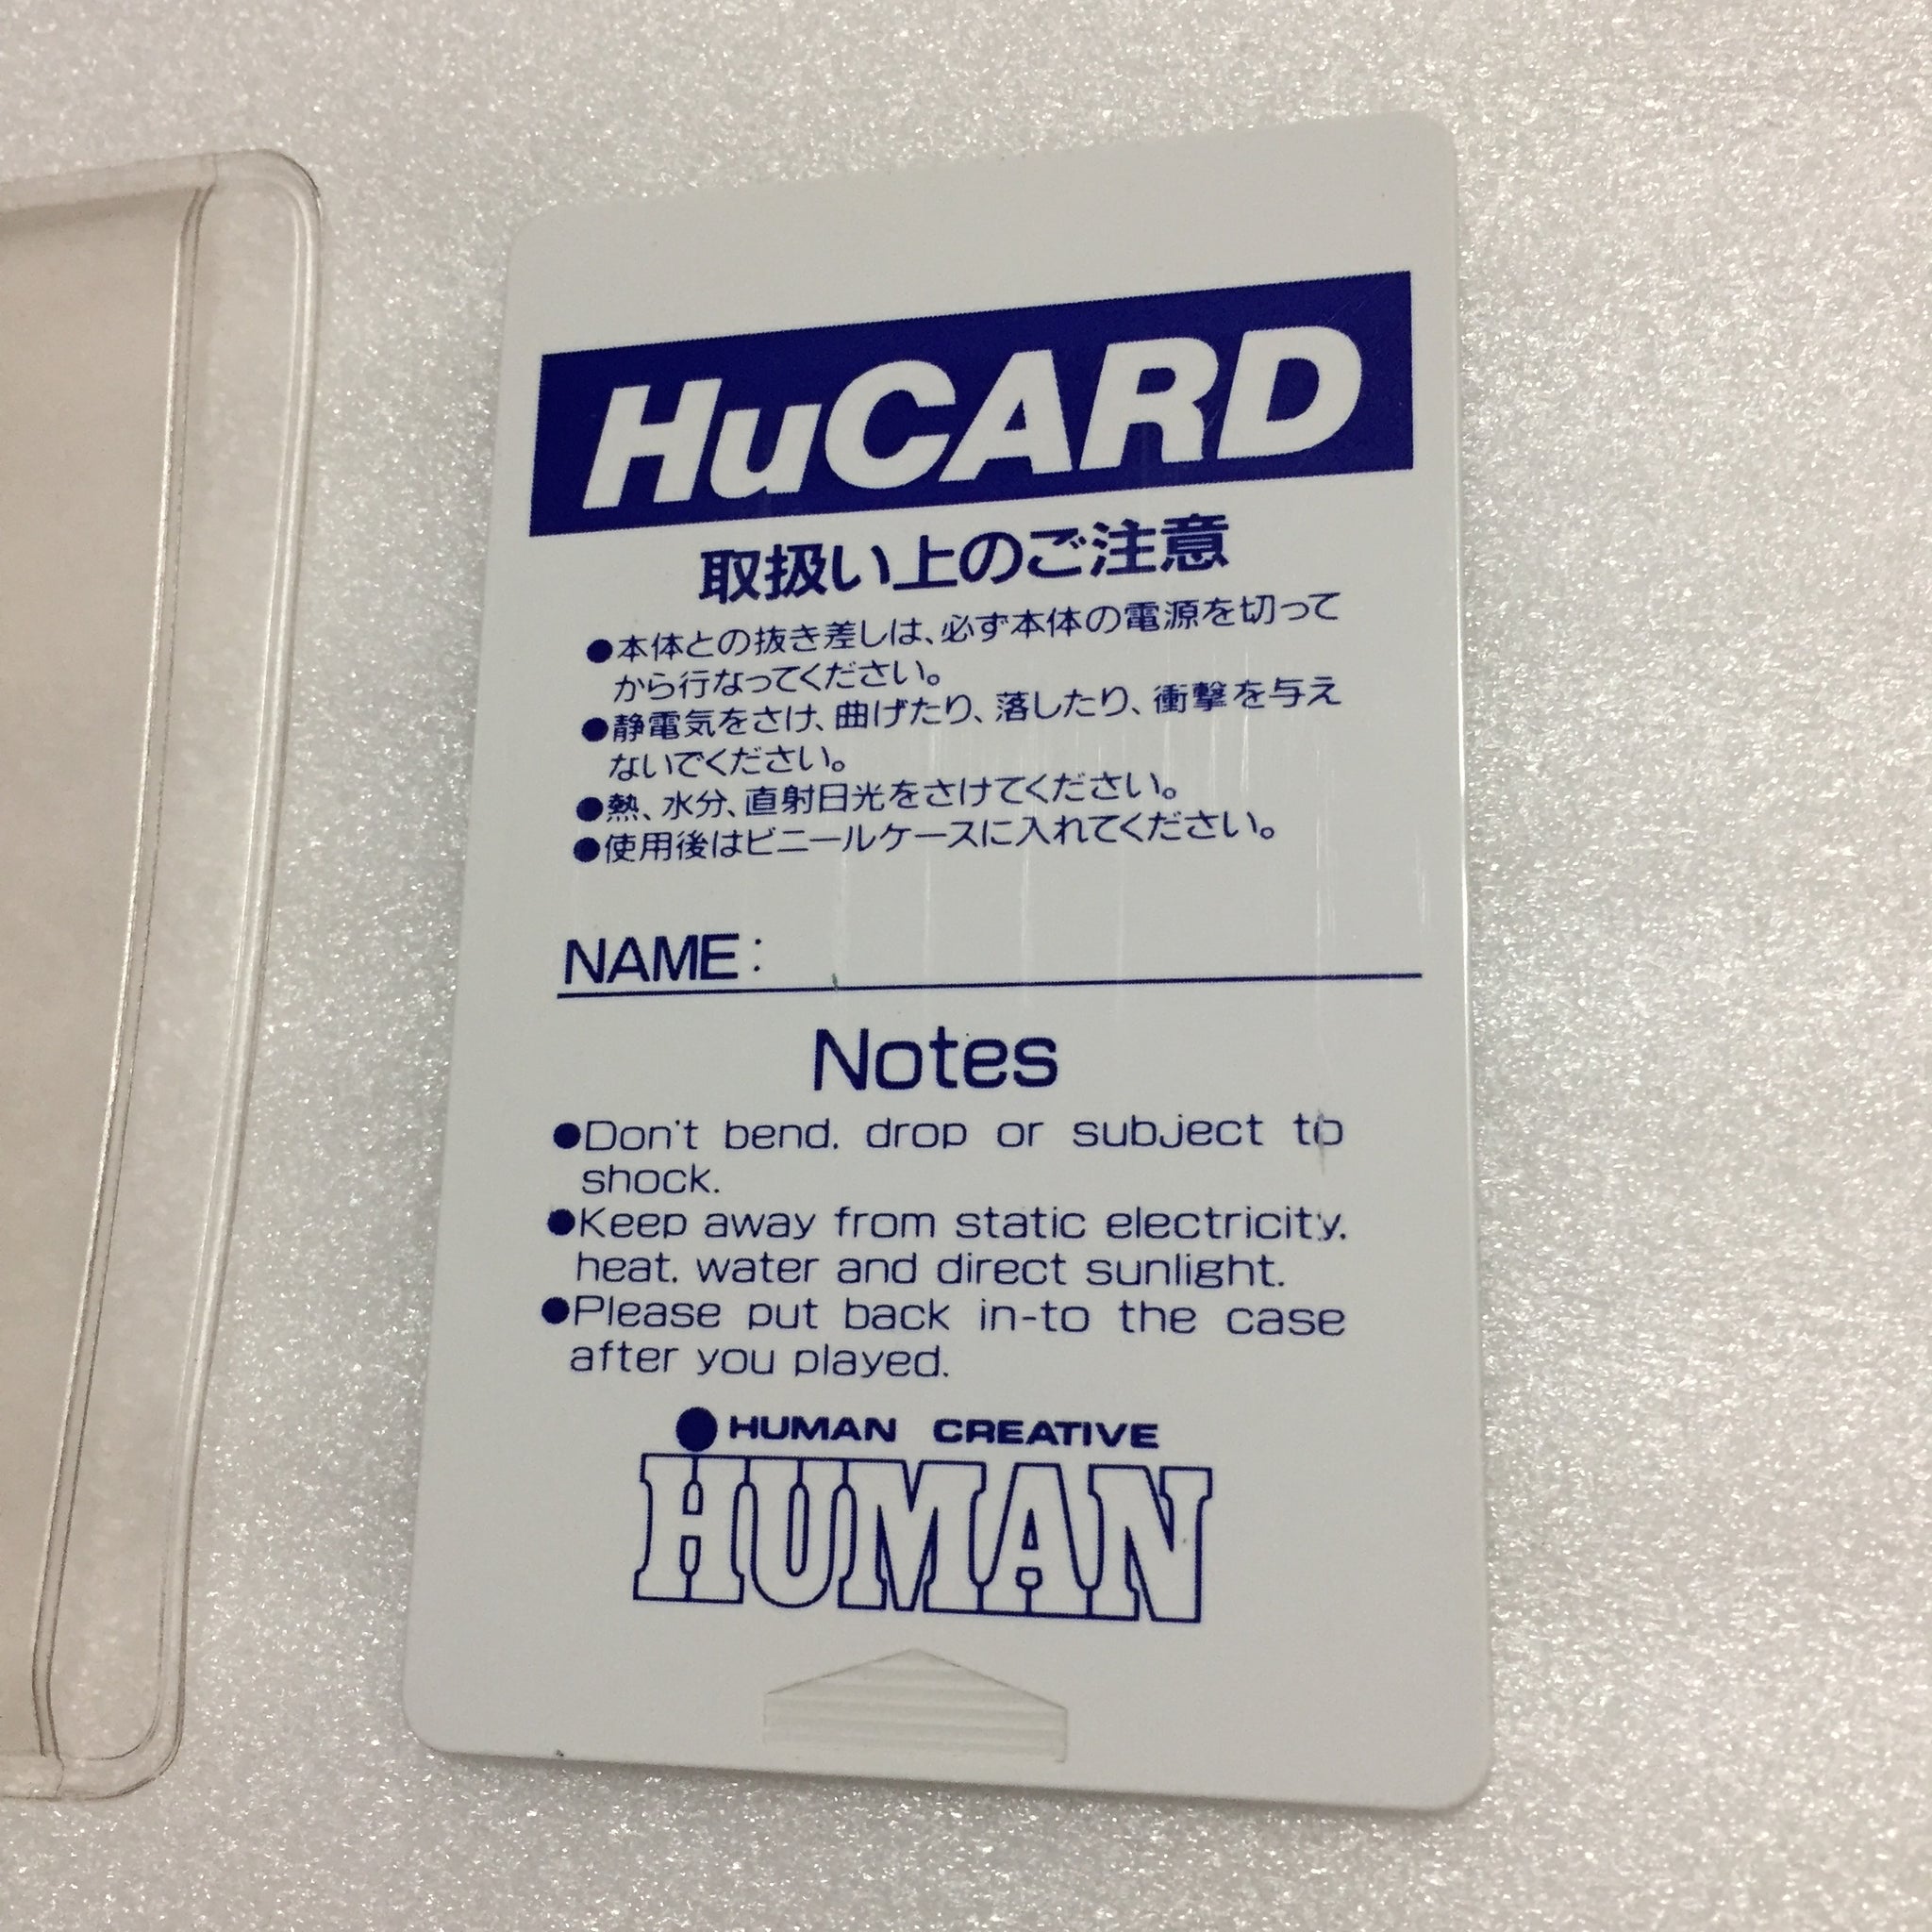 HuCARD
取扱い上のご注意
●本体との抜き差しは、必ず本体の電源を切って
から行なってください。
●静電気をさけ、曲げたり、落したり、衝撃を与え
ないでください。
●熱、水分、直射日光をさけてください。
●使用後はビニールケースに入れてください。
NAME:
Notes
●Don't bend, drop or subject to
shock.
●Keep away from static electricity,
heat, water and direct sunlight.
●Please put back in-to the case
after you played.
●HUMAN CREATIVE
HUMAN